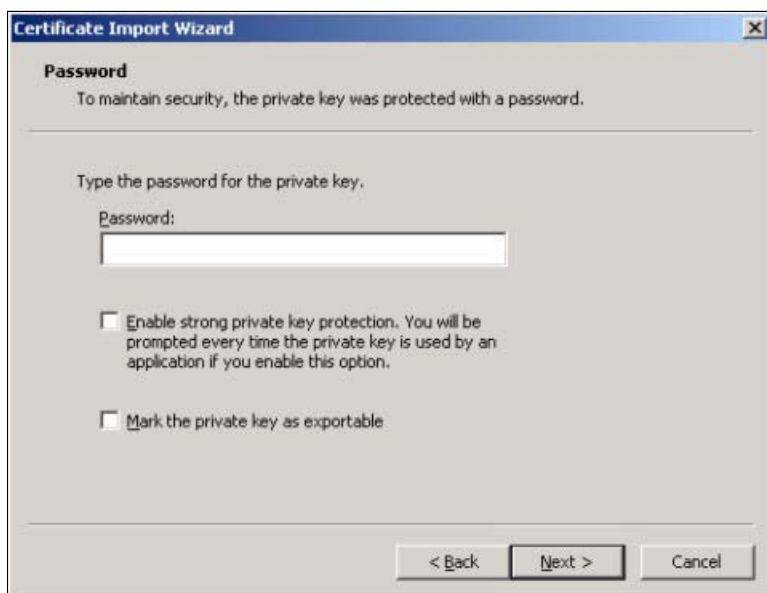 Certificate Import Wizard
Password
To maintain security, the private key was protected with a password.
Type the password for the private key.
Password:
Enable strong private key protection. You will be
prompted every time the private key is used by an
application if you enable this option.
Mark the private key as exportable
< Back Next > Cancel